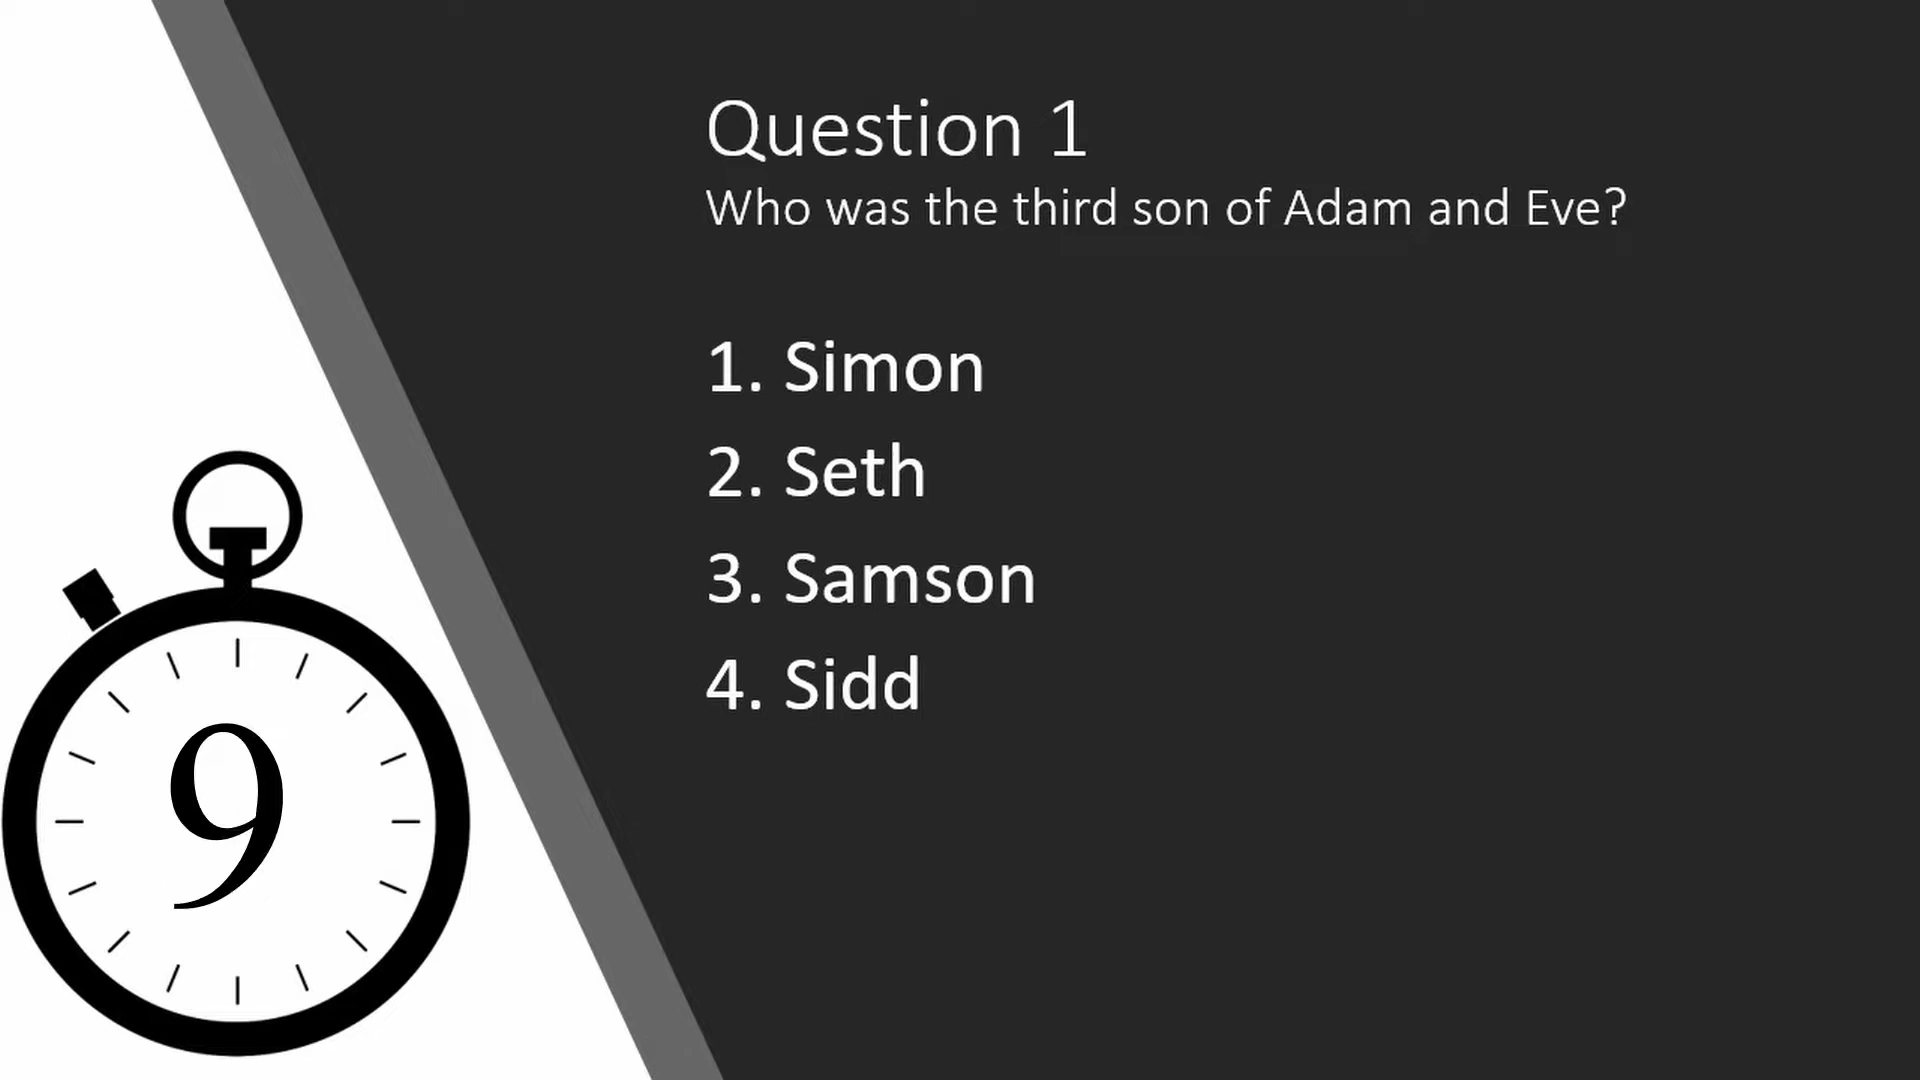 Question 1
Who was the third son of Adam and Eve?
1. Simon
2. Seth
3. Samson
4. Sidd
9